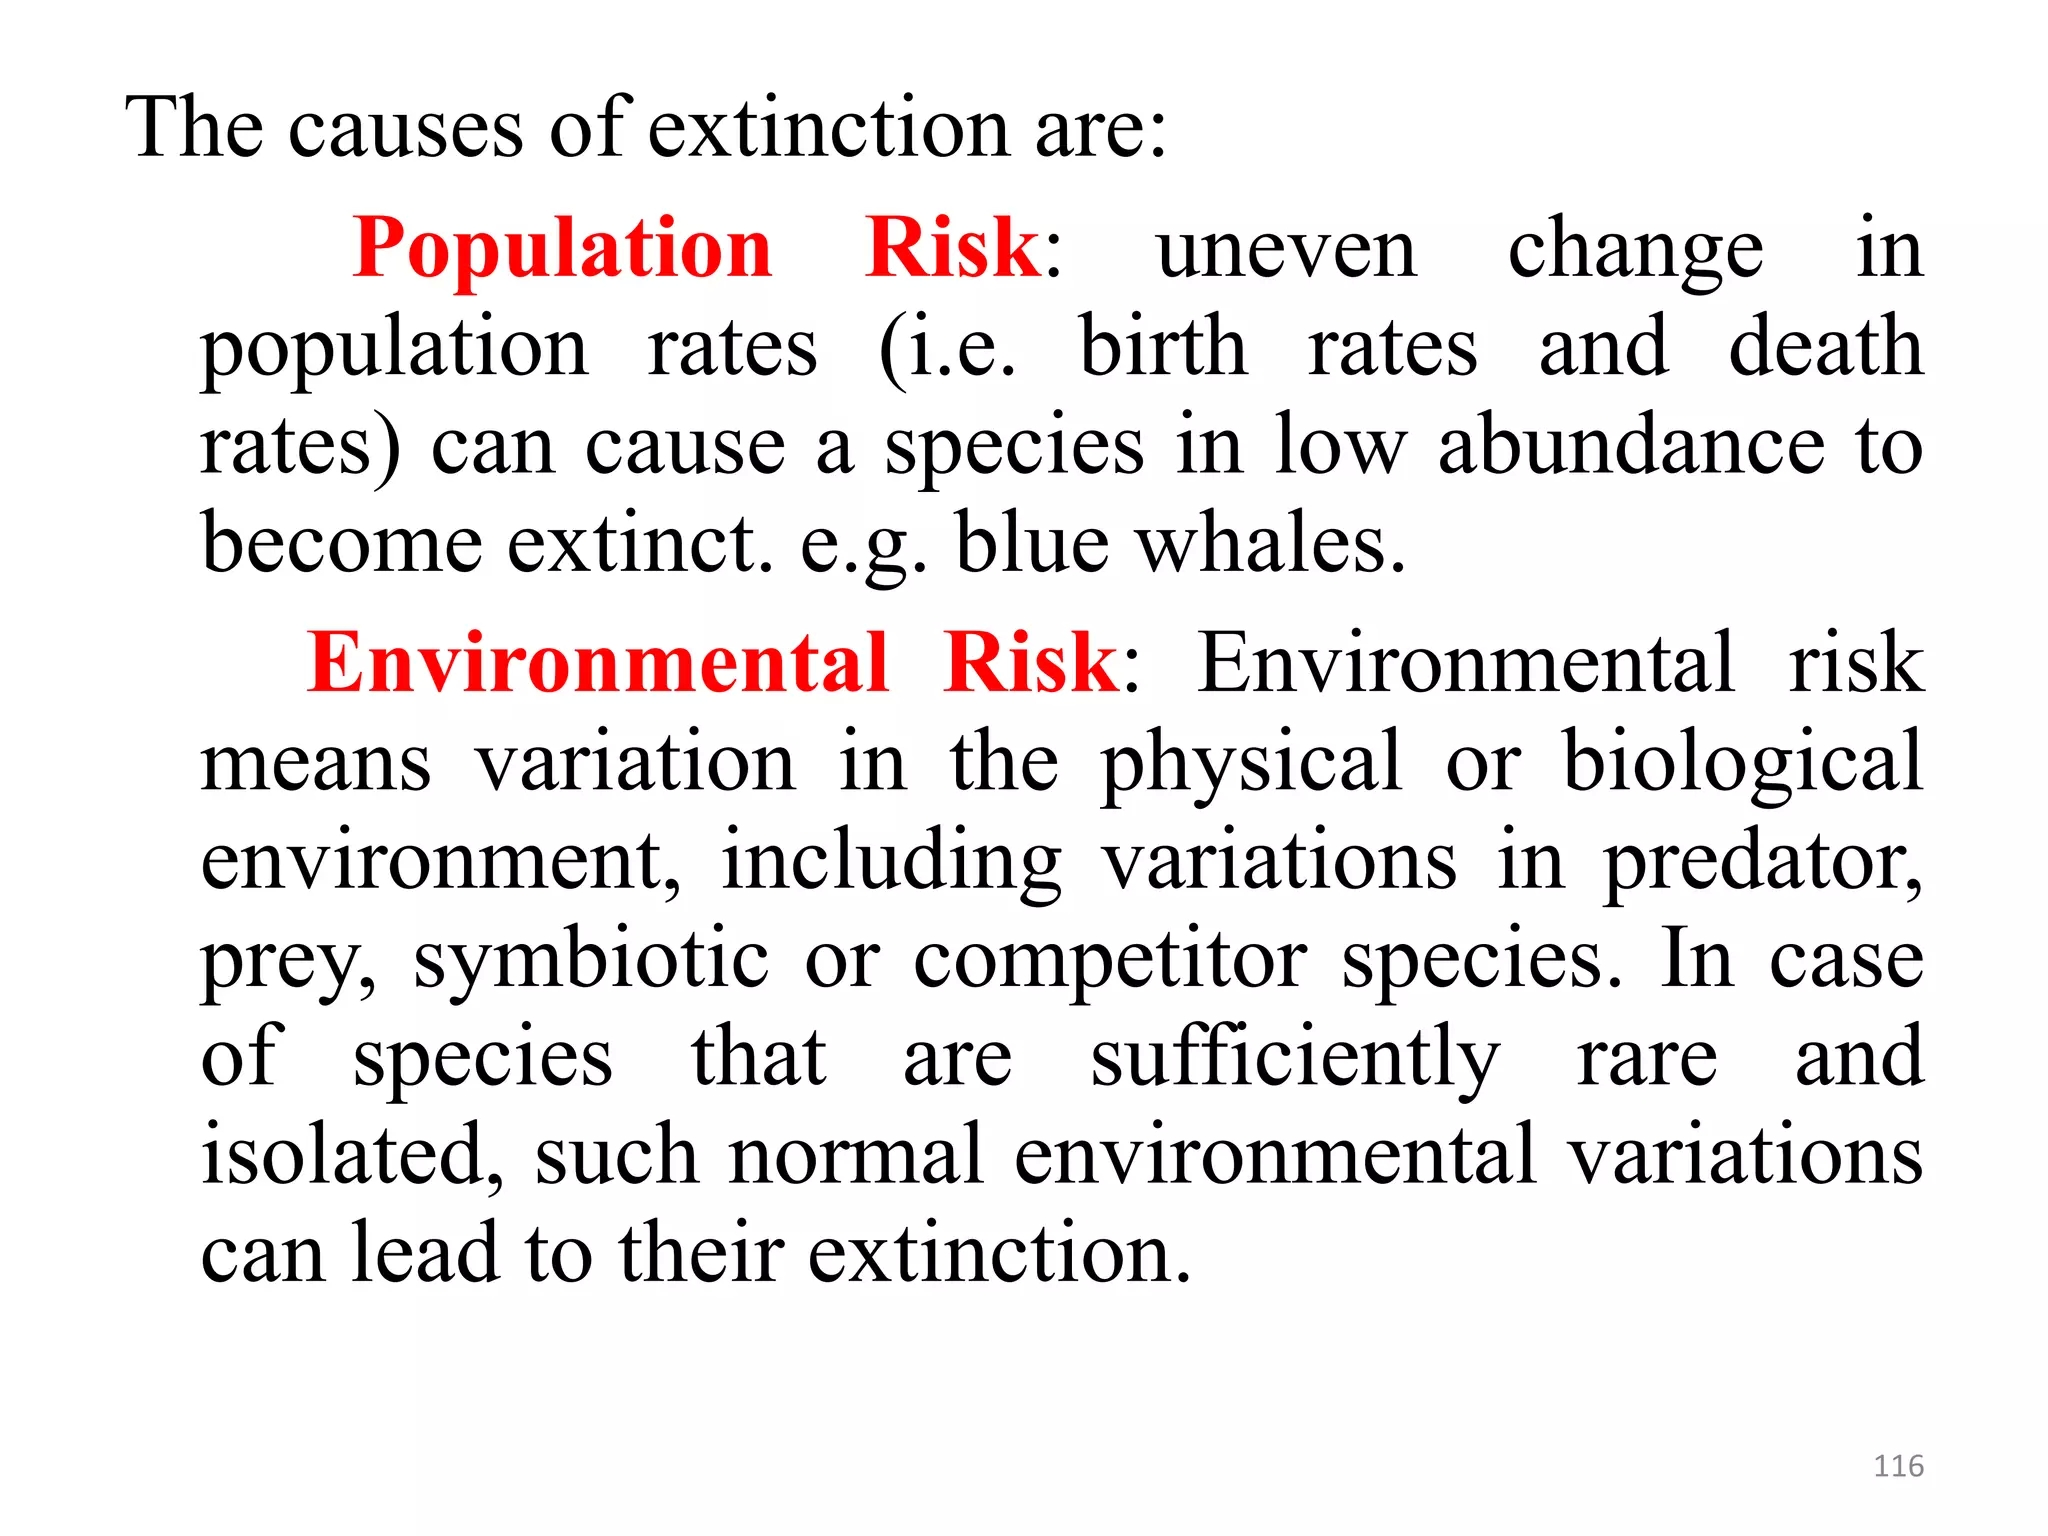 The causes of extinction are:
Population Risk: uneven change in
population rates (i.e. birth rates and death
rates) can cause a species in low abundance to
become extinct. e.g. blue whales.
Environmental Risk: Environmental risk
means variation in the physical or biological
environment, including variations in predator,
prey, symbiotic or competitor species. In case
of species that are sufficiently rare and
isolated, such normal environmental variations
can lead to their extinction.
116